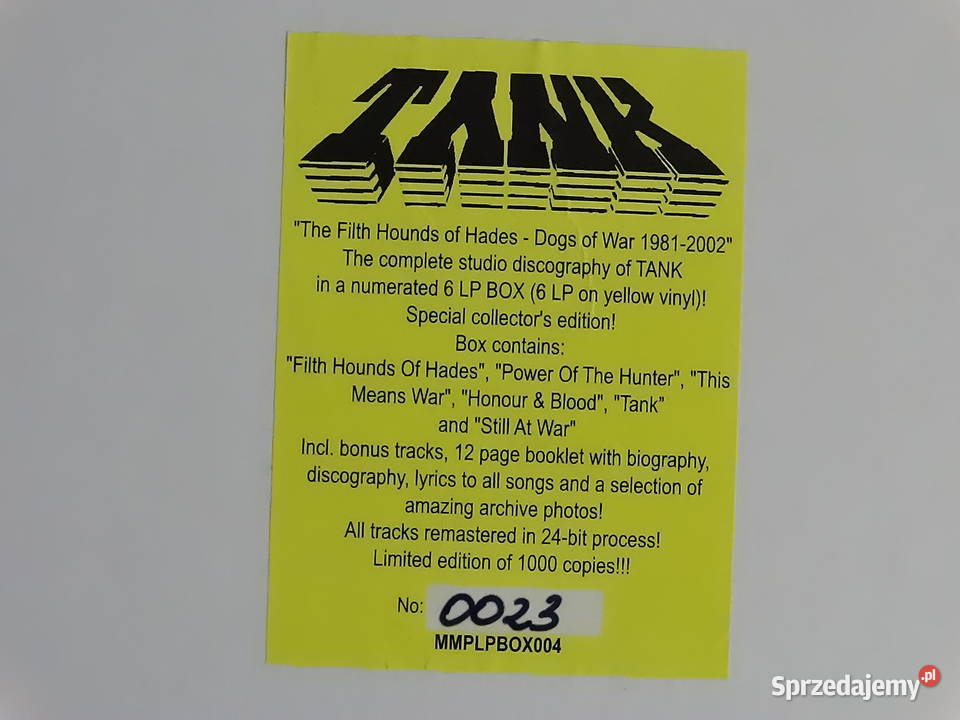 TANK
"The Filth Hounds of Hades - Dogs of War 1981-2002"
The complete studio discography of TANK
in a numerated 6 LP BOX (6 LP on yellow vinyl)!
Special collector's edition!
Box contains:
"Filth Hounds Of Hades", "Power Of The Hunter", "This
Means War", "Honour & Blood", "Tank”
and "Still At War"
Incl. bonus tracks, 12 page booklet with biography,
discography, lyrics to all songs and a selection of
amazing archive photos!
All tracks remastered in 24-bit process!
Limited edition of 1000 copies!!!
No: 0023
MMPLPBOX004
Sprzedajemy.pl